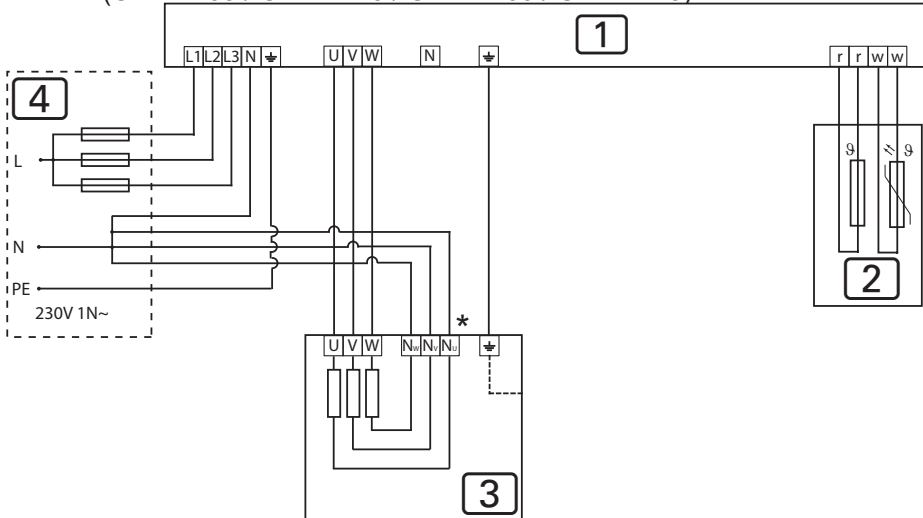 1
L1 L2 L3 N ⏚ U V W N ⏚ r r w w
4
L
ϑ ϑ
N
2
PE
230V 1N~
*
U V W Nw Nv Nu ⏚
3